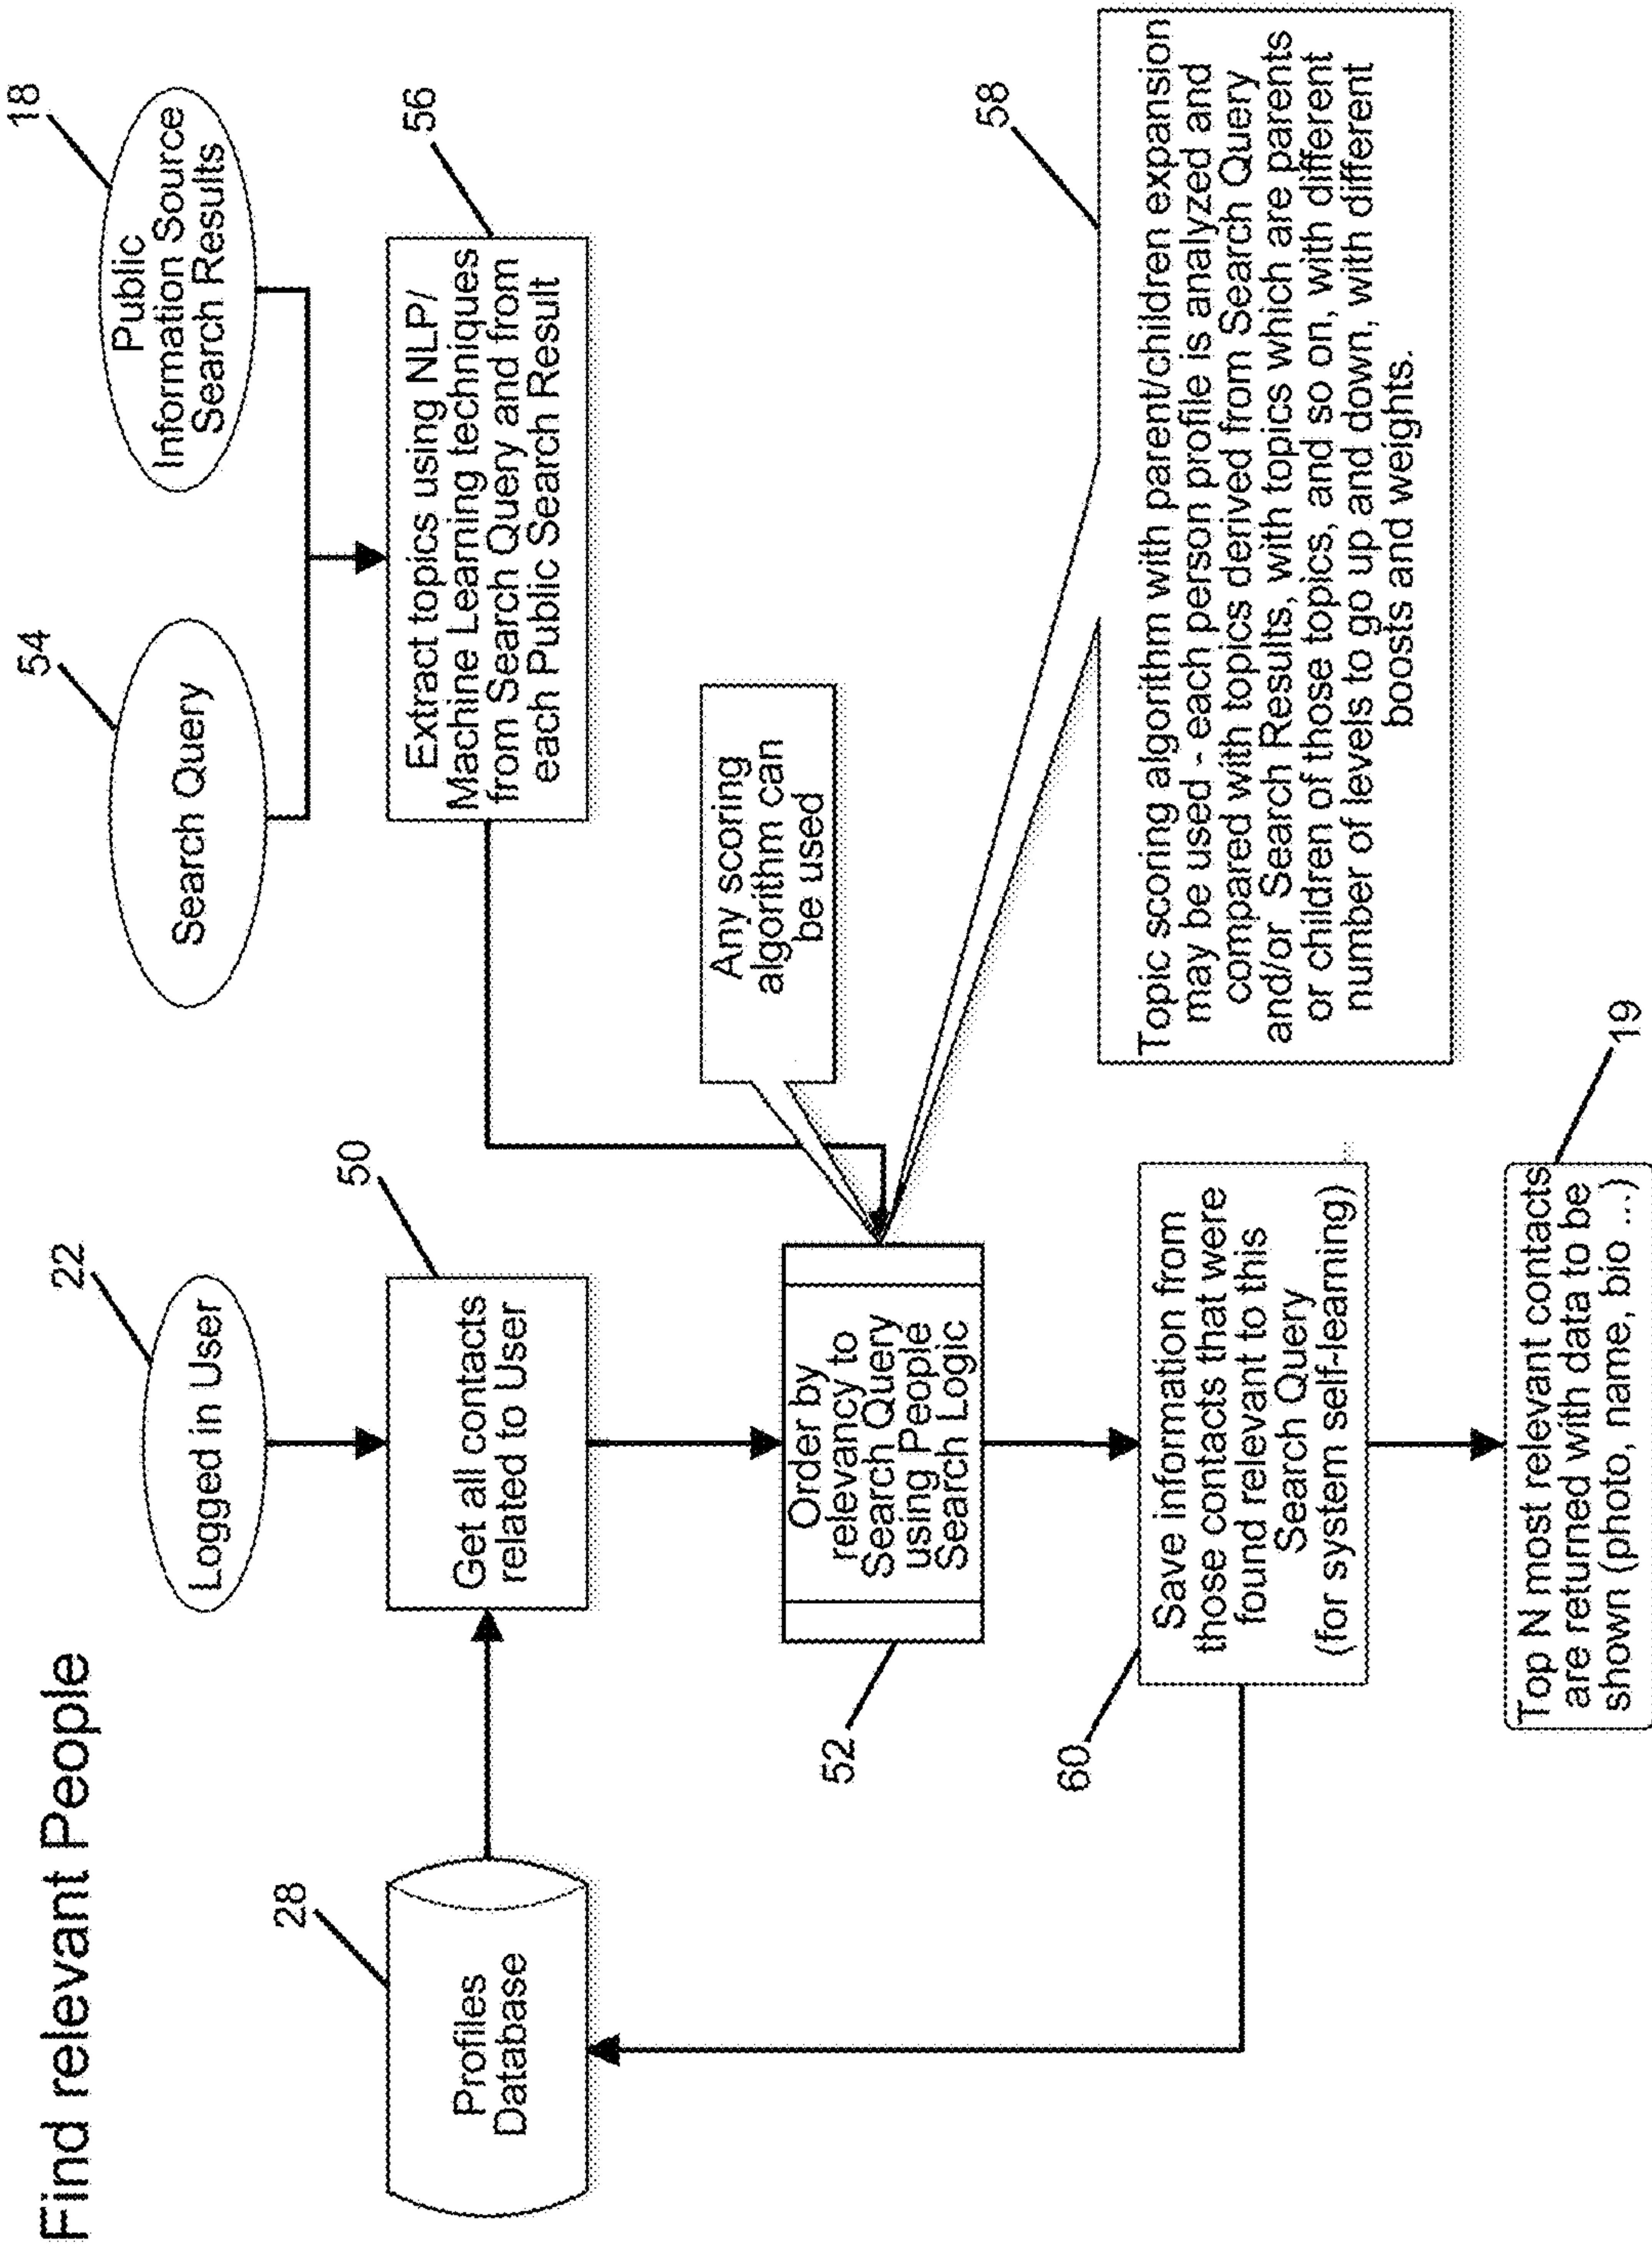 Find relevant People
22
Logged in User
54
Search Query
18
Public
Information Source
Search Results
28
Profiles
Database
50
Get all contacts
related to User
56
Extract topics using NLP/
Machine Learning techniques
from Search Query and from
each Public Search Result
Any scoring
algorithm can
be used
52
Order by
relevancy to
Search Query
using People
Search Logic
58
Topic scoring algorithm with parent/children expansion
may be used - each person profile is analyzed and
compared with topics derived from Search Query
and/or Search Results, with topics which are parents
or children of those topics, and so on, with different
number of levels to go up and down, with different
boosts and weights.
60
Save information from
those contacts that were
found relevant to this
Search Query
(for system self-learning)
19
Top N most relevant contacts
are returned with data to be
shown (photo, name, bio ...)